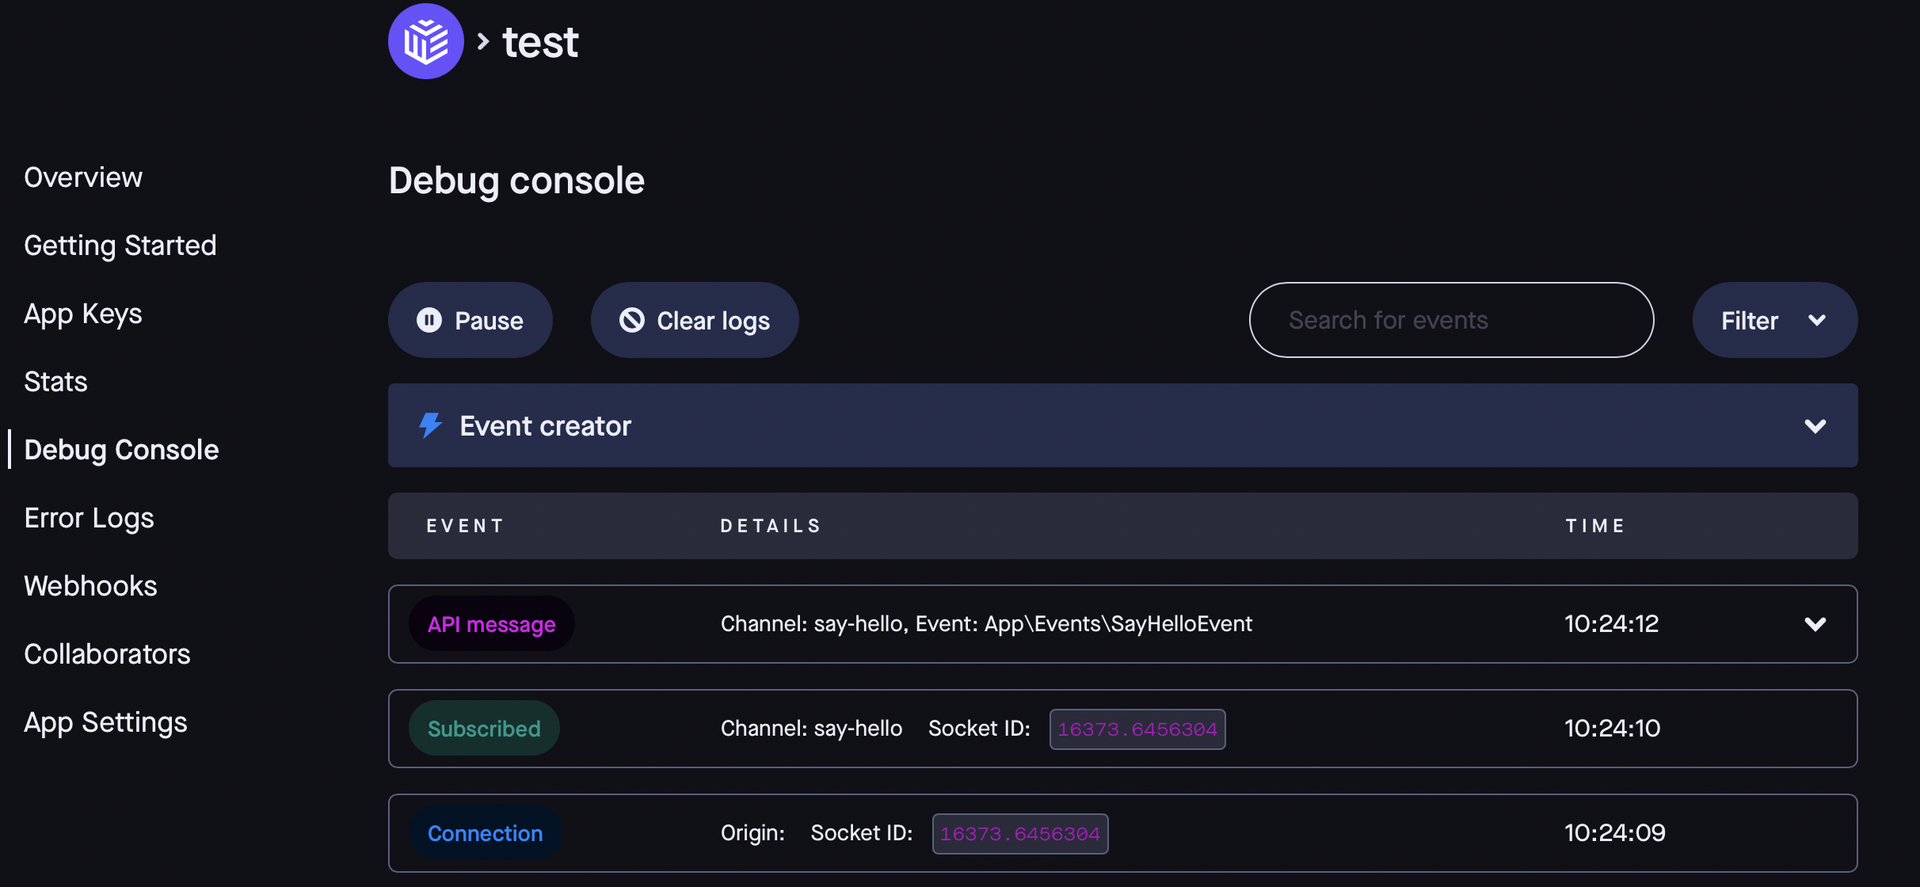 test
Overview
Getting Started
App Keys
Stats
Debug Console
Error Logs
Webhooks
Collaborators
App Settings
Debug console
Pause
Clear logs
Search for events
Filter
Event creator
EVENT DETAILS TIME
API message Channel: say-hello, Event: App\Events\SayHelloEvent 10:24:12
Subscribed Channel: say-hello Socket ID: 16373.6456304 10:24:10
Connection Origin: Socket ID: 16373.6456304 10:24:09